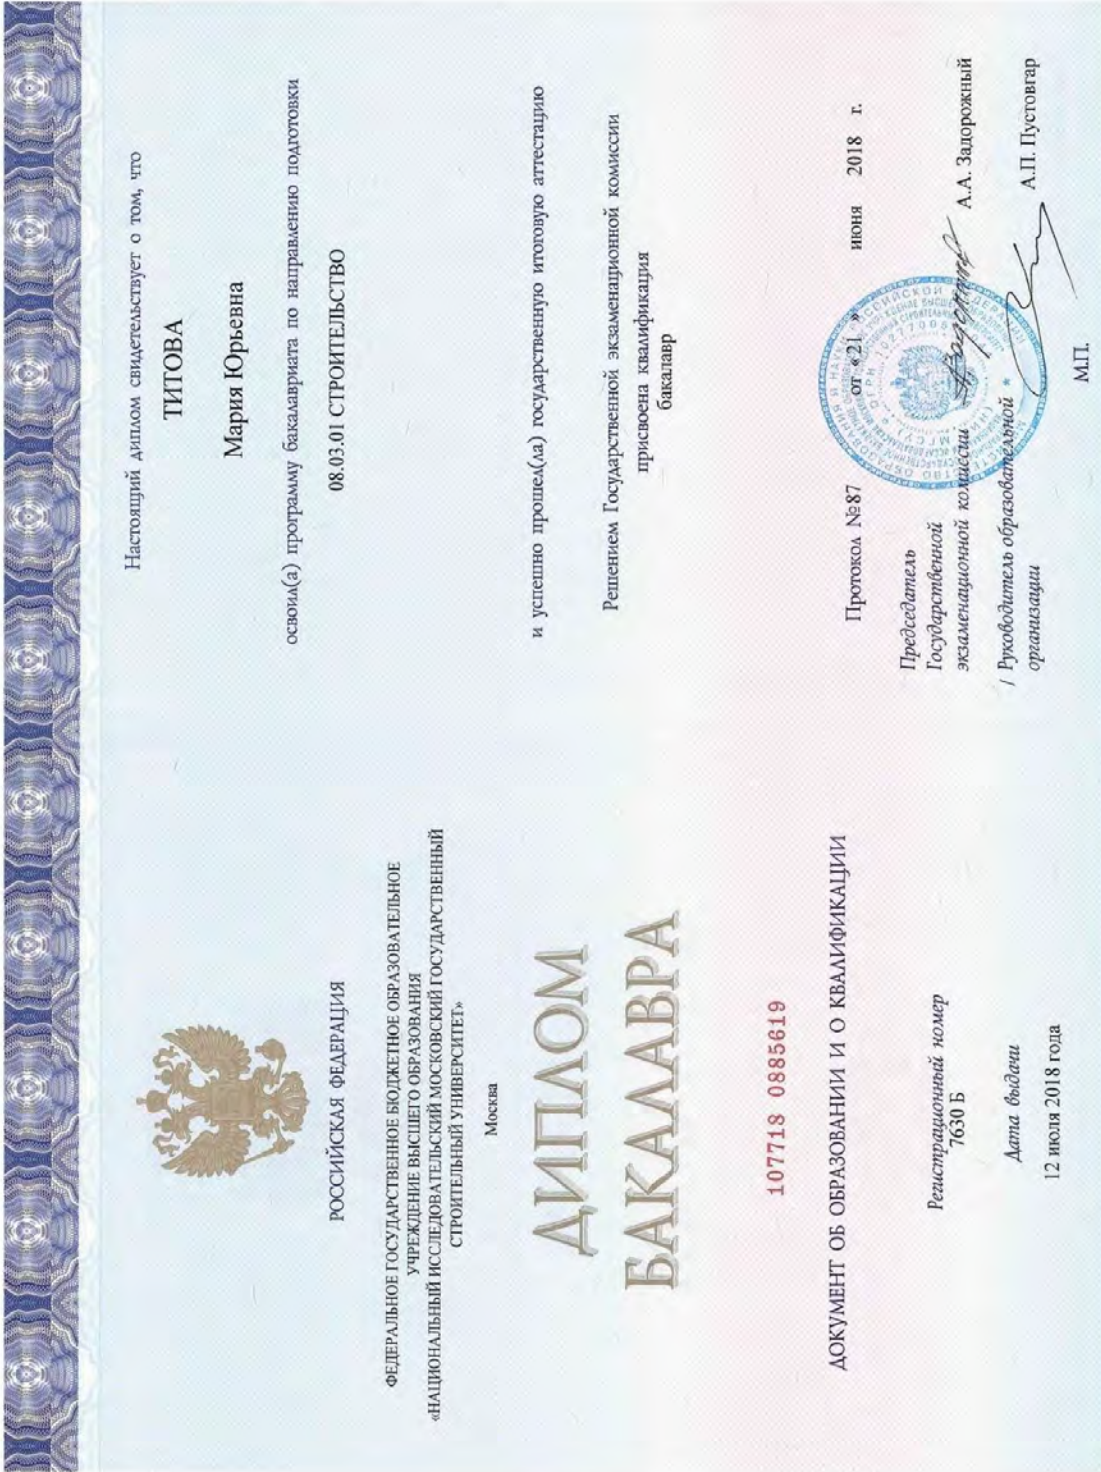 РОССИЙСКАЯ ФЕДЕРАЦИЯ
ФЕДЕРАЛЬНОЕ ГОСУДАРСТВЕННОЕ БЮДЖЕТНОЕ ОБРАЗОВАТЕЛЬНОЕ
УЧРЕЖДЕНИЕ ВЫСШЕГО ОБРАЗОВАНИЯ
«НАЦИОНАЛЬНЫЙ ИССЛЕДОВАТЕЛЬСКИЙ МОСКОВСКИЙ ГОСУДАРСТВЕННЫЙ
СТРОИТЕЛЬНЫЙ УНИВЕРСИТЕТ»
Москва
ДИПЛОМ
БАКАЛАВРА
107718 0885619
ДОКУМЕНТ ОБ ОБРАЗОВАНИИ И О КВАЛИФИКАЦИИ
Регистрационный номер
7630 Б
Дата выдачи
12 июля 2018 года
Настоящий диплом свидетельствует о том, что
ТИТОВА
Мария Юрьевна
освоил(а) программу бакалавриата по направлению подготовки
08.03.01 СТРОИТЕЛЬСТВО
и успешно прошел(ла) государственную итоговую аттестацию
Решением Государственной экзаменационной комиссии
присвоена квалификация
бакалавр
Протокол №87 от «21 » июня 2018 г.
Председатель
Государственной
экзаменационной комиссии А.А. Задорожный
/ Руководитель образовательной А.П. Пустовгар
организации
М.П.